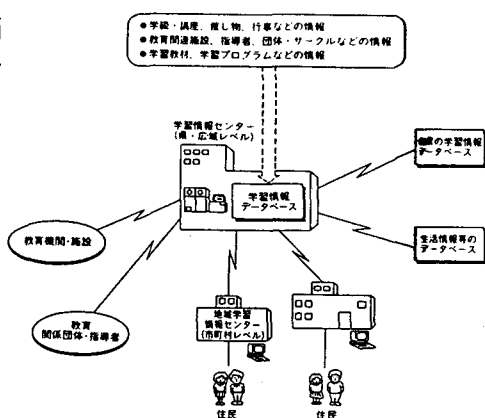 ● 学級・講座、催し物、行事などの情報
● 教育関連施設、指導者、団体・サークルなどの情報
● 学習教材、学習プログラムなどの情報
学習情報センター
(県・広域レベル)
学習情報
データベース
の学習情報
データベース
生活情報等の
データベース
教育機関・施設
教育
関係団体・指導者
地域学習
情報センター
(市町村レベル)
住民
住民